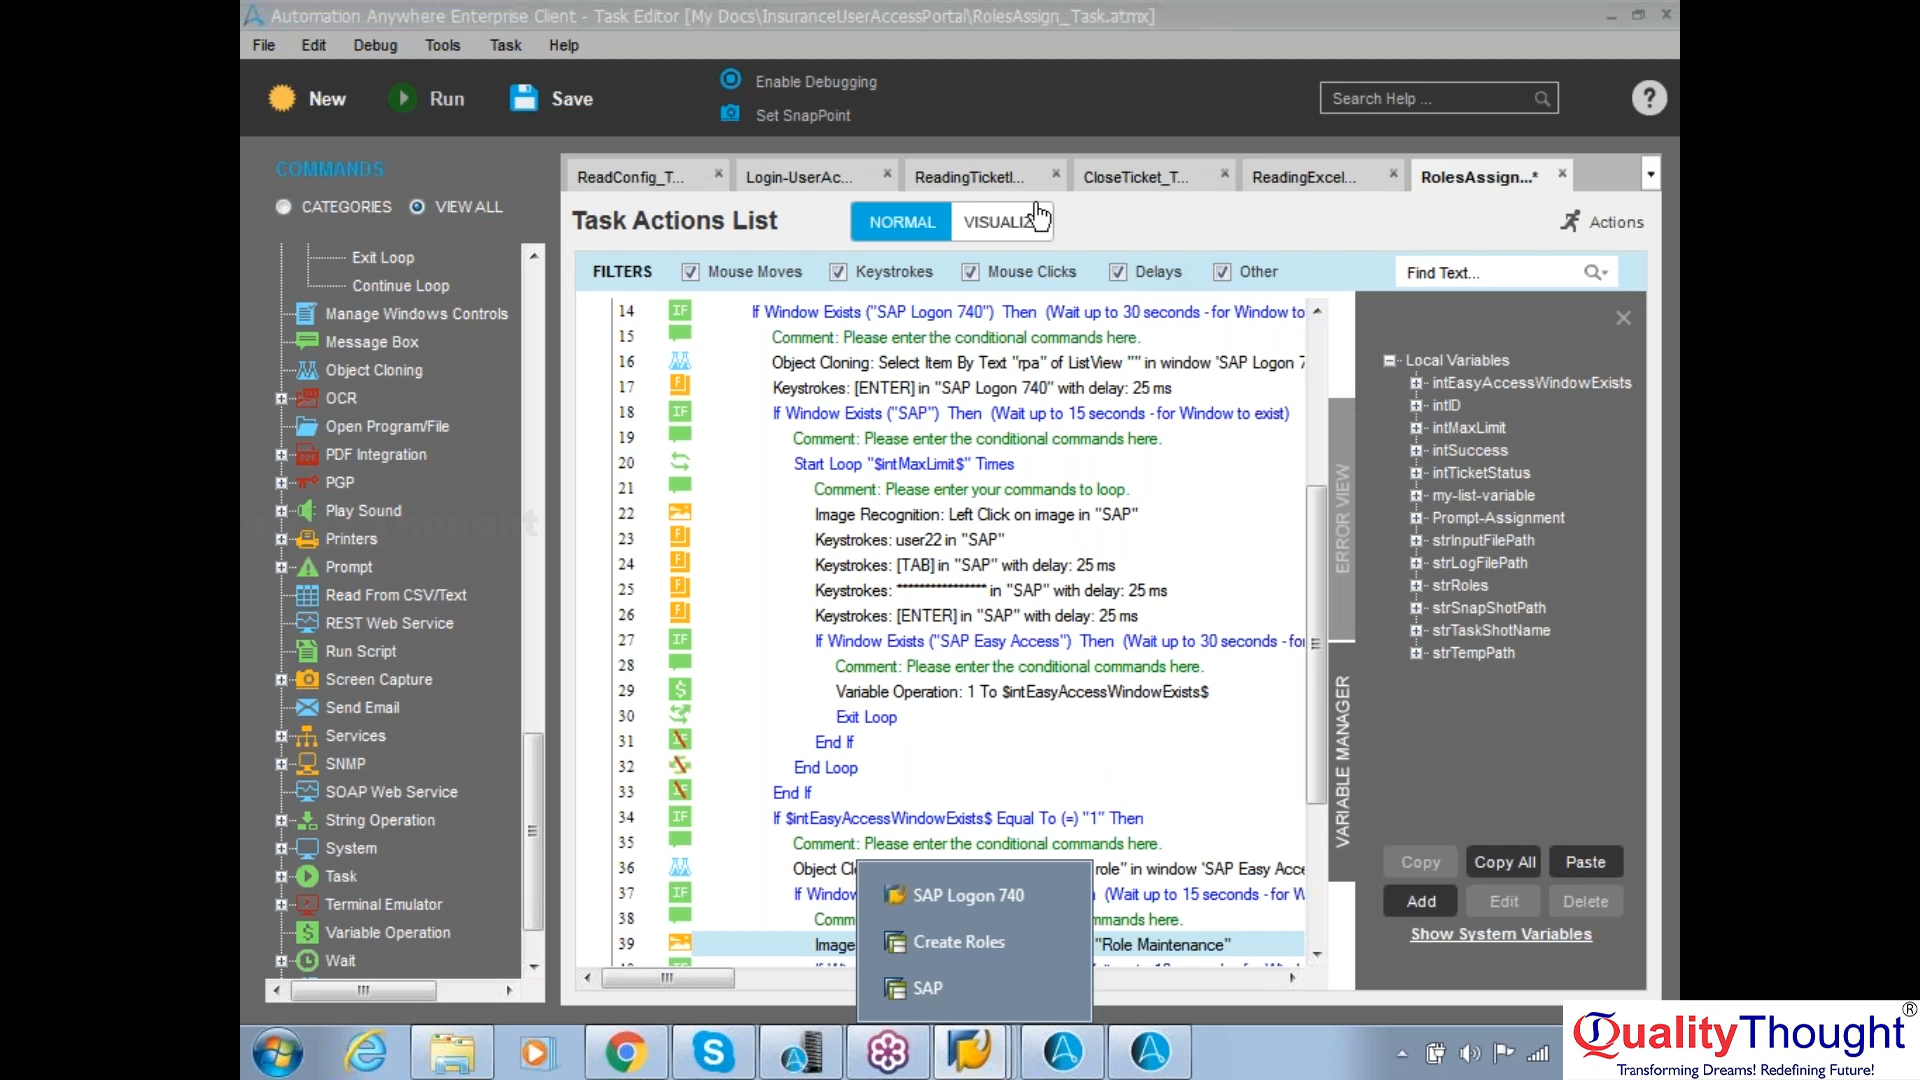 Automation Anywhere Enterprise Client - Task Editor [My Docs\InsuranceUserAccessPortal\RolesAssign_Task.atmx]
File Edit Debug Tools Task Help
New Run Save
Enable Debugging
Set SnapPoint
Search Help ...
?
COMMANDS
CATEGORIES VIEW ALL
Exit Loop
Continue Loop
Manage Windows Controls
Message Box
Object Cloning
OCR
Open Program/File
PDF Integration
PGP
Play Sound
Printers
Prompt
Read From CSV/Text
REST Web Service
Run Script
Screen Capture
Send Email
Services
SNMP
SOAP Web Service
String Operation
System
Task
Terminal Emulator
Variable Operation
Wait
ReadConfig_T... Login-UserAc... ReadingTicketI... CloseTicket_T... ReadingExcel... RolesAssign...*
Task Actions List
NORMAL VISUALIZ
Actions
FILTERS Mouse Moves Keystrokes Mouse Clicks Delays Other
Find Text...
14 If Window Exists ("SAP Logon 740") Then (Wait up to 30 seconds - for Window to
15 Comment: Please enter the conditional commands here.
16 Object Cloning: Select Item By Text "rpa" of ListView "" in window 'SAP Logon 7
17 Keystrokes: [ENTER] in "SAP Logon 740" with delay: 25 ms
18 If Window Exists ("SAP") Then (Wait up to 15 seconds - for Window to exist)
19 Comment: Please enter the conditional commands here.
20 Start Loop "$intMaxLimit$" Times
21 Comment: Please enter your commands to loop.
22 Image Recognition: Left Click on image in "SAP"
23 Keystrokes: user22 in "SAP"
24 Keystrokes: [TAB] in "SAP" with delay: 25 ms
25 Keystrokes: **************** in "SAP" with delay: 25 ms
26 Keystrokes: [ENTER] in "SAP" with delay: 25 ms
27 If Window Exists ("SAP Easy Access") Then (Wait up to 30 seconds - for
28 Comment: Please enter the conditional commands here.
29 Variable Operation: 1 To $intEasyAccessWindowExists$
30 Exit Loop
31 End If
32 End Loop
33 End If
34 If $intEasyAccessWindowExists$ Equal To (=) "1" Then
35 Comment: Please enter the conditional commands here.
36 Object Cl role" in window 'SAP Easy Acce
37 If Window (Wait up to 15 seconds - for W
38 Comm mmands here.
39 Image "Role Maintenance"
SAP Logon 740
Create Roles
SAP
ERROR VIEW
VARIABLE MANAGER
Local Variables
intEasyAccessWindowExists
intID
intMaxLimit
intSuccess
intTicketStatus
my-list-variable
Prompt-Assignment
strInputFilePath
strLogFilePath
strRoles
strSnapShotPath
strTaskShotName
strTempPath
Copy Copy All Paste
Add Edit Delete
Show System Variables
QualityThought®
Transforming Dreams! Redefining Future!